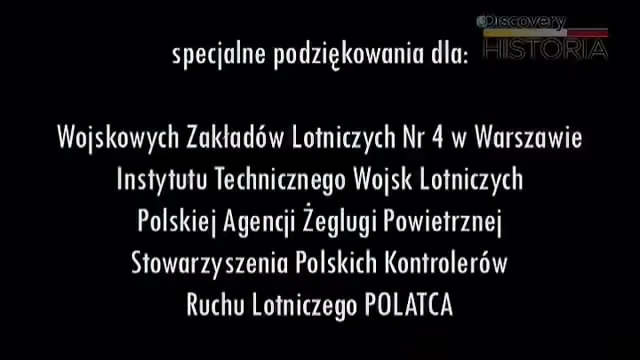 Discovery
HISTORIA
specjalne podziękowania dla:
Wojskowych Zakładów Lotniczych Nr 4 w Warszawie
Instytutu Technicznego Wojsk Lotniczych
Polskiej Agencji Żeglugi Powietrznej
Stowarzyszenia Polskich Kontrolerów
Ruchu Lotniczego POLATCA